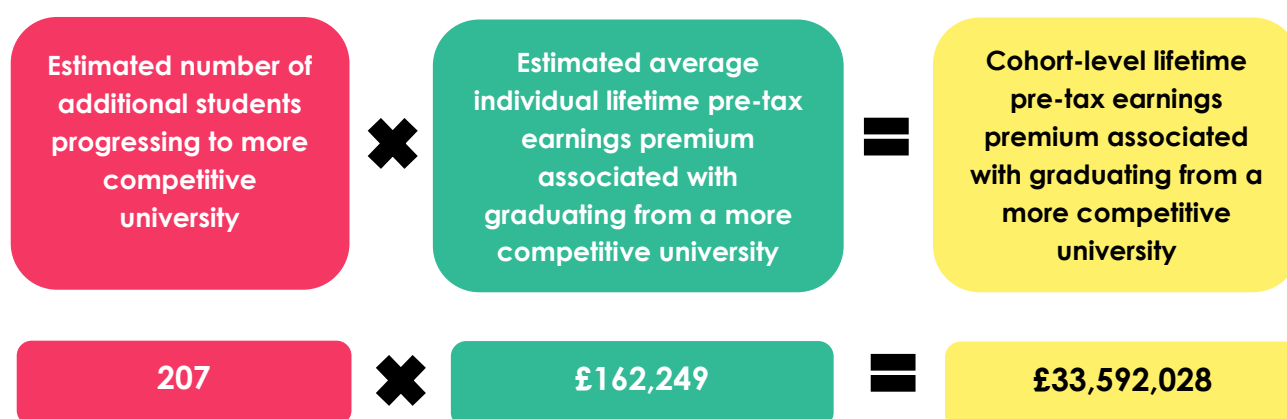 Estimated number of
additional students
progressing to more
competitive
university
Estimated average
individual lifetime pre-tax
earnings premium
associated with
graduating from a more
competitive university
Cohort-level lifetime
pre-tax earnings
premium associated
with graduating from a
more competitive
university
207
£162,249
£33,592,028